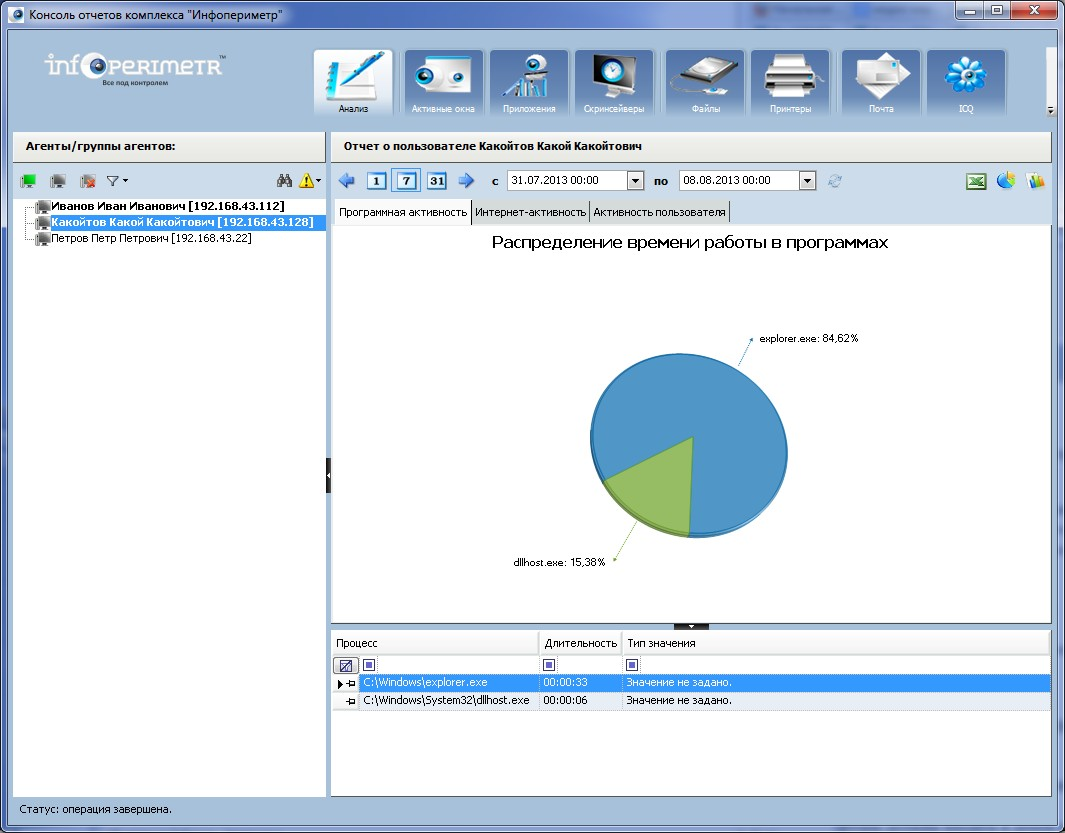 Консоль отчетов комплекса "Инфопериметр"
infOPERIMETR™
Все под контролем
Анализ
Активные окна
Приложения
Скринсейверы
Файлы
Принтеры
Почта
ICQ
Агенты/группы агентов:
Отчет о пользователе Какойтов Какой Какойтович
1 7 31 с 31.07.2013 00:00 по 08.08.2013 00:00
Иванов Иван Иванович [192.168.43.112]
Какойтов Какой Какойтович [192.168.43.128]
Петров Петр Петрович [192.168.43.22]
Программная активность Интернет-активность Активность пользователя
Распределение времени работы в программах
explorer.exe: 84,62%
dllhost.exe: 15,38%
Процесс Длительность Тип значения
C:\Windows\explorer.exe 00:00:33 Значение не задано.
C:\Windows\System32\dllhost.exe 00:00:06 Значение не задано.
Статус: операция завершена.